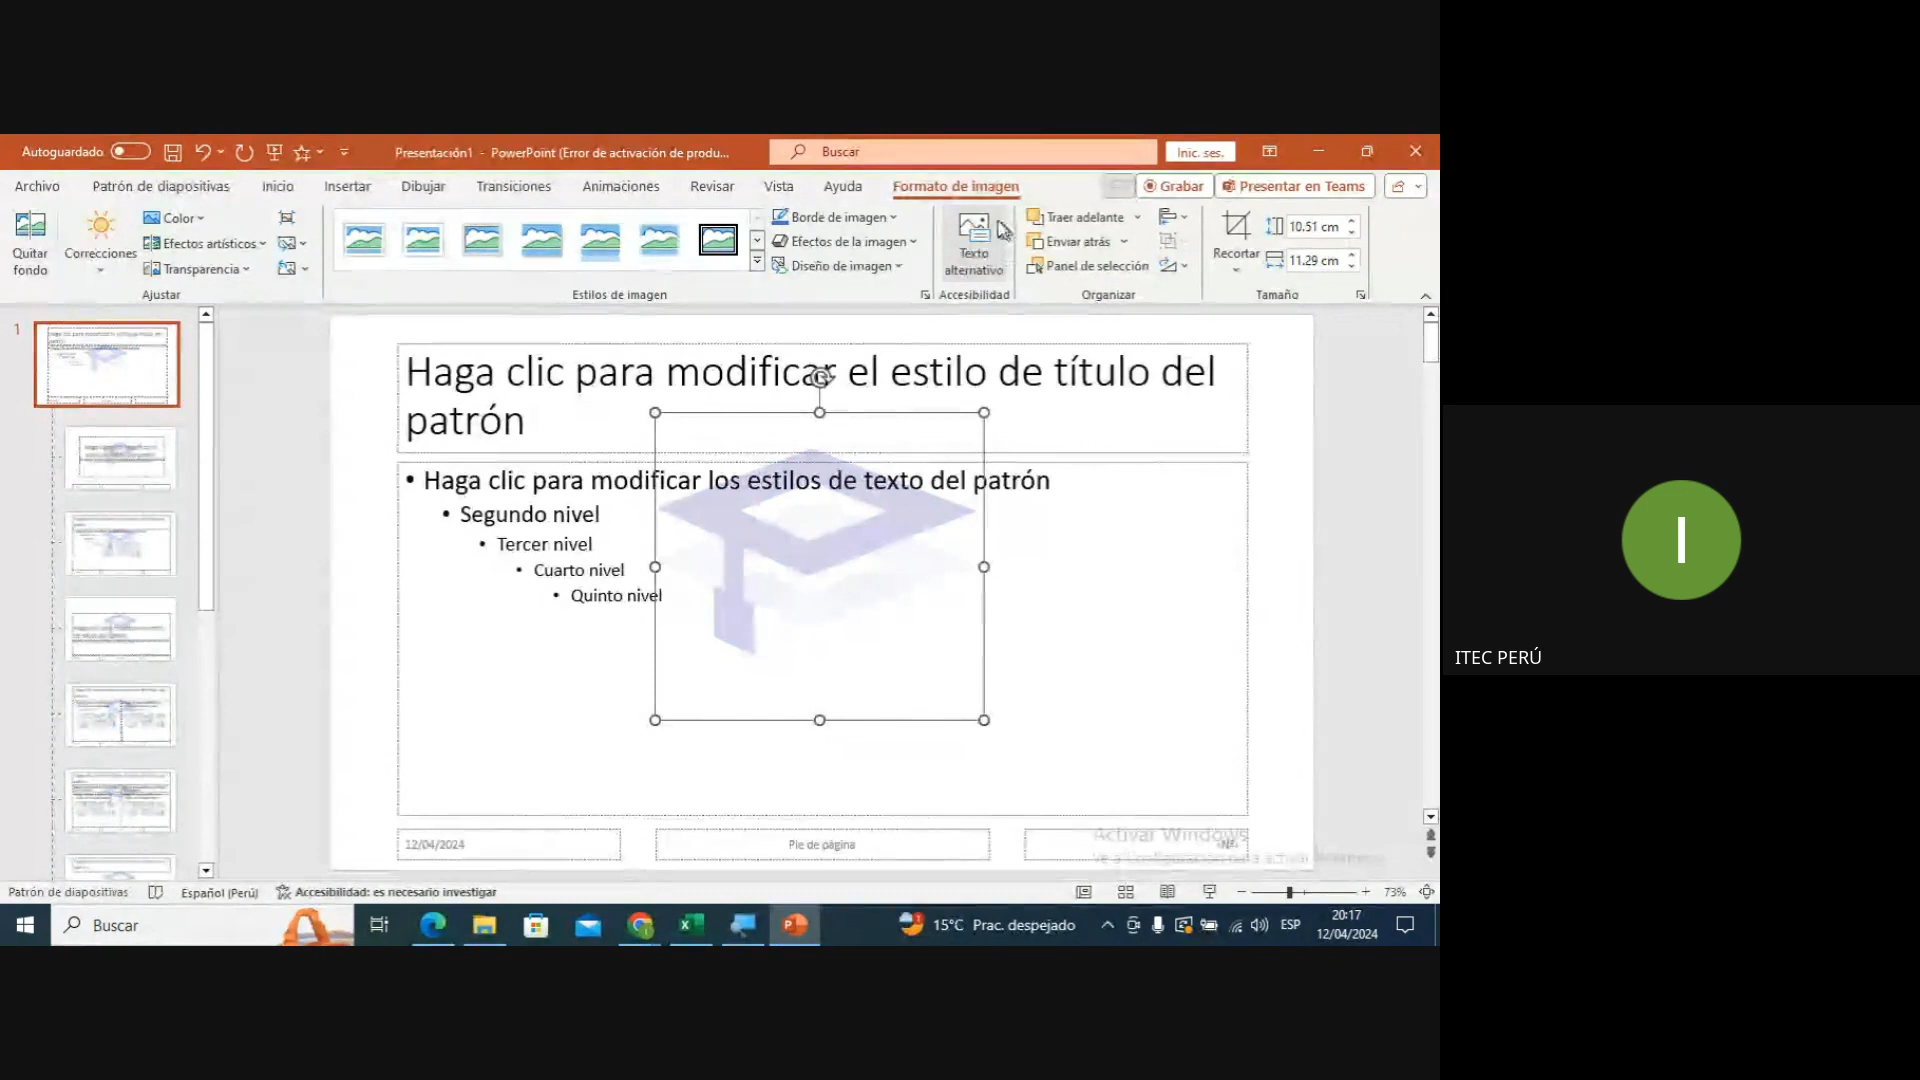 Autoguardado
Presentación1 - PowerPoint (Error de activación de produ...
Buscar
Inic. ses.
Archivo
Patrón de diapositivas
Inicio
Insertar
Dibujar
Transiciones
Animaciones
Revisar
Vista
Ayuda
Formato de imagen
Grabar
Presentar en Teams
Quitar
fondo
Correcciones
Color
Efectos artísticos
Transparencia
Ajustar
Estilos de imagen
Borde de imagen
Efectos de la imagen
Diseño de imagen
Texto
alternativo
Accesibilidad
Traer adelante
Enviar atrás
Panel de selección
Organizar
Recortar
10.51 cm
11.29 cm
Tamaño
1
Haga clic para modificar el estilo de título del
patrón
• Haga clic para modificar los estilos de texto del patrón
• Segundo nivel
• Tercer nivel
• Cuarto nivel
• Quinto nivel
12/04/2024
Pie de página
Activar Windows
ITEC PERÚ
I
Patrón de diapositivas
Español (Perú)
Accesibilidad: es necesario investigar
73%
Buscar
15°C Prac. despejado
ESP
20:17
12/04/2024